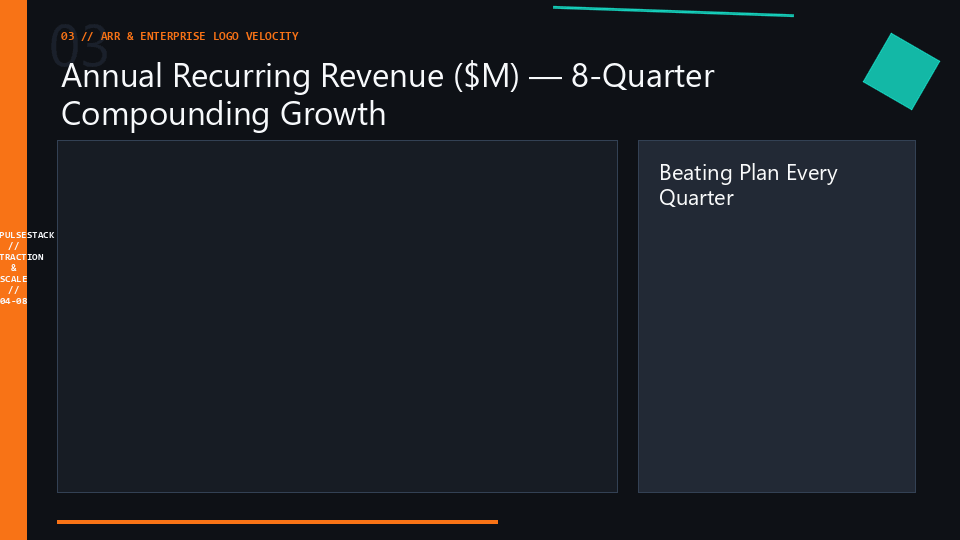 03
03 // ARR & ENTERPRISE LOGO VELOCITY
Annual Recurring Revenue ($M) — 8-Quarter
Compounding Growth
Beating Plan Every
Quarter
PULSESTACK
//
TRACTION
&
SCALE
//
04-08